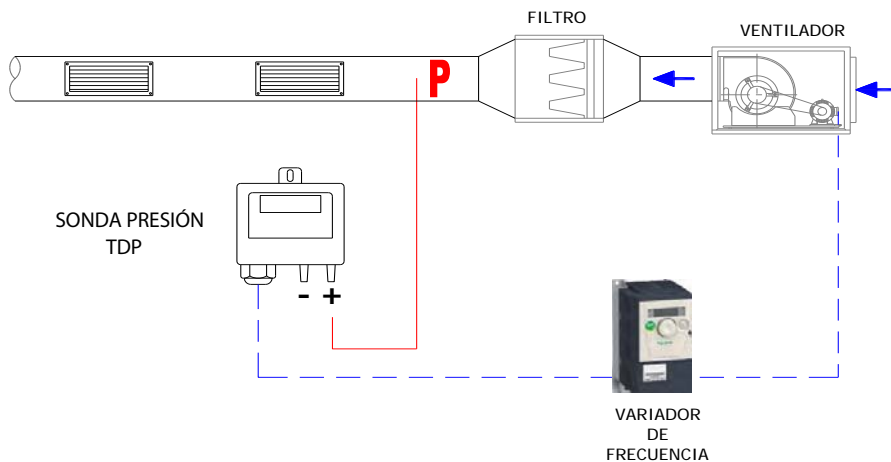 FILTRO
VENTILADOR
P
SONDA PRESIÓN
TDP
- +
VARIADOR
DE
FRECUENCIA